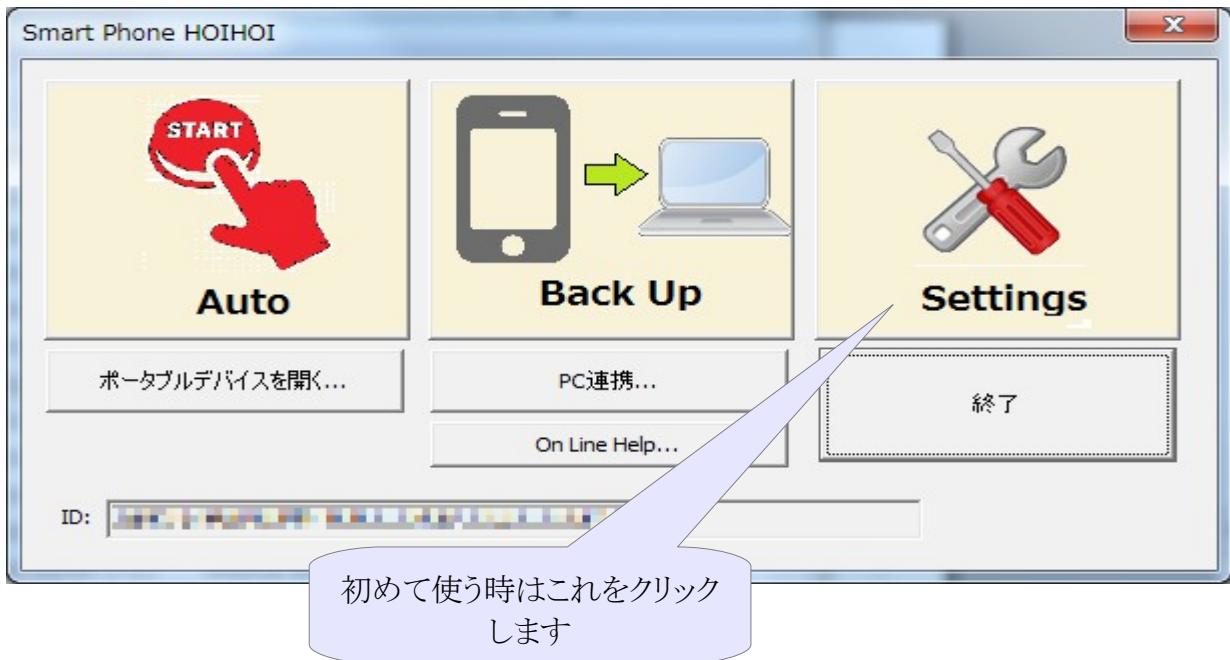 Smart Phone HOIHOI
START
Auto
Back Up
Settings
ポータブルデバイスを開く...
PC連携...
終了
On Line Help...
ID:
初めて使う時はこれをクリック
します